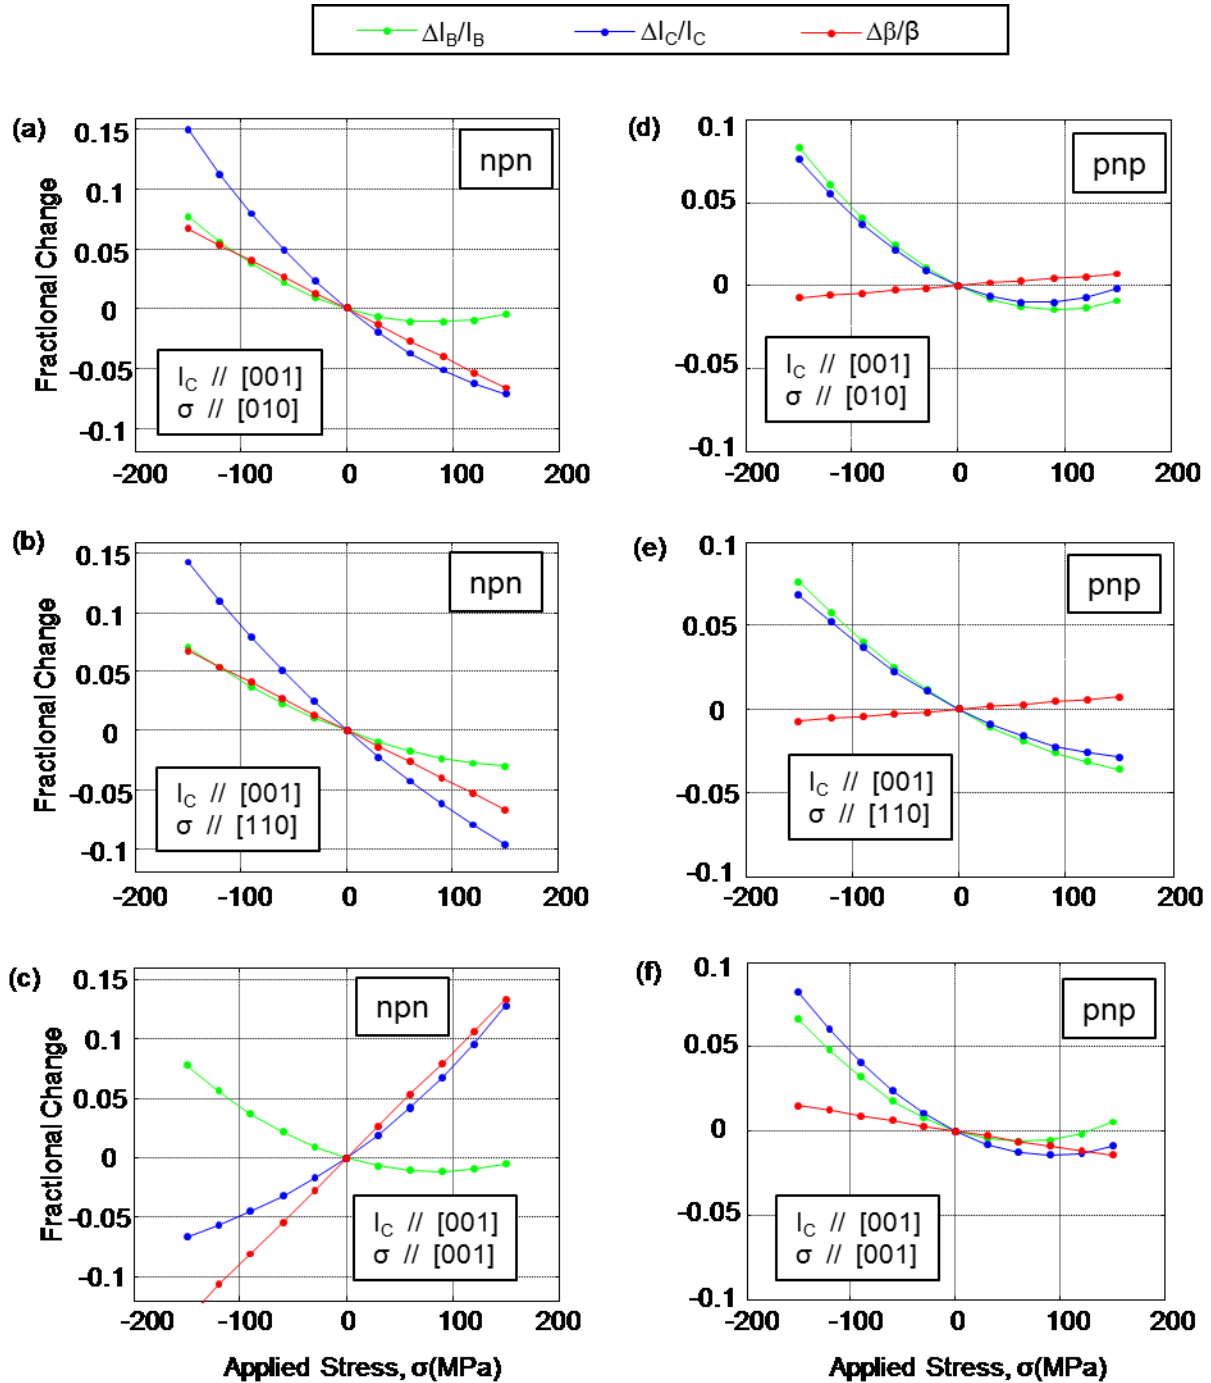 ΔI_B/I_B ΔI_C/I_C Δβ/β
(a)
Fractional Change
0.15
0.1
0.05
0
-0.05
-0.1
npn
I_C // [001]
σ // [010]
-200 -100 0 100 200
(d)
0.1
0.05
0
-0.05
-0.1
pnp
I_C // [001]
σ // [010]
-200 -100 0 100 200
(b)
Fractional Change
0.15
0.1
0.05
0
-0.05
-0.1
npn
I_C // [001]
σ // [110]
-200 -100 0 100 200
(e)
0.1
0.05
0
-0.05
-0.1
pnp
I_C // [001]
σ // [110]
-200 -100 0 100 200
(c)
Fractional Change
0.15
0.1
0.05
0
-0.05
-0.1
npn
I_C // [001]
σ // [001]
-200 -100 0 100 200
Applied Stress, σ(MPa)
(f)
0.1
0.05
0
-0.05
-0.1
pnp
I_C // [001]
σ // [001]
-200 -100 0 100 200
Applied Stress, σ(MPa)